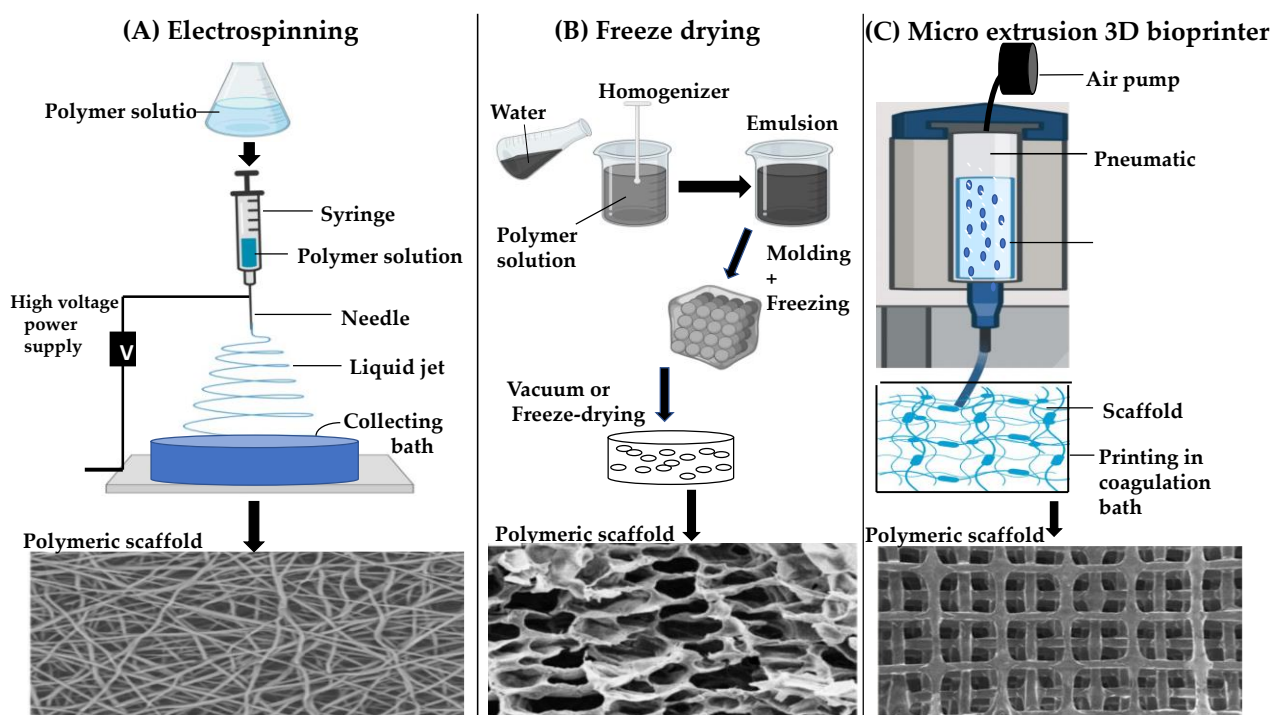 (A) Electrospinning
Polymer solutio
Syringe
Polymer solution
High voltage
power
supply
V
Needle
Liquid jet
Collecting
bath
Polymeric scaffold
(B) Freeze drying
Homogenizer
Water
Emulsion
Polymer
solution
Molding
+
Freezing
Vacuum or
Freeze-drying
Polymeric scaffold
(C) Micro extrusion 3D bioprinter
Air pump
Pneumatic
Scaffold
Printing in
coagulation
bath
Polymeric scaffold